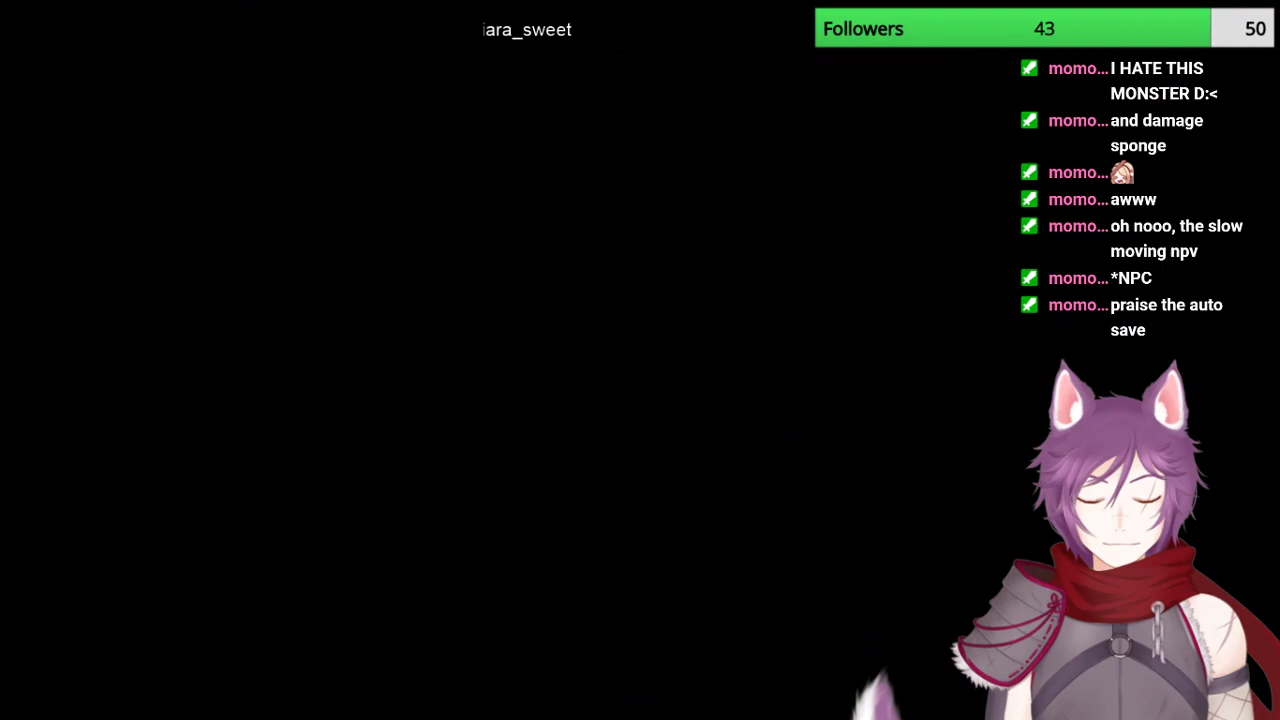 iara_sweet
Followers 43 50
momo... I HATE THIS
MONSTER D:<
momo... and damage
sponge
momo...
momo... awww
momo... oh nooo, the slow
moving npv
momo... *NPC
momo... praise the auto
save